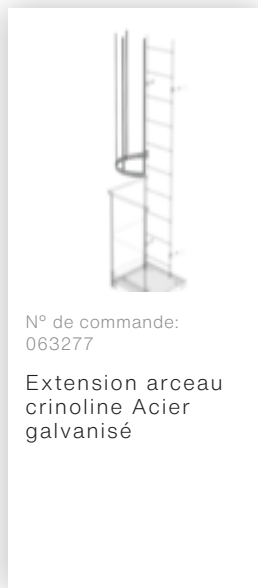 N° de commande:
063277
Extension arceau
crinoline Acier
galvanisé